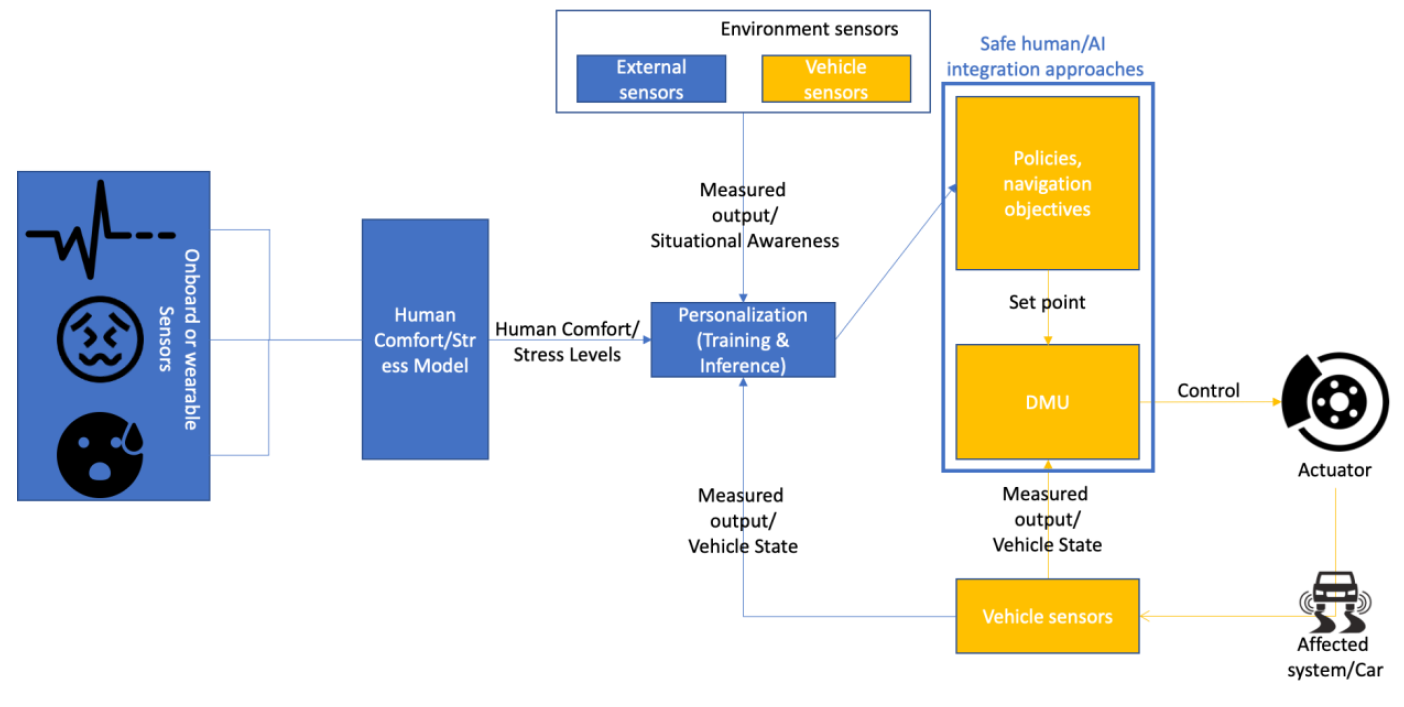 Environment sensors
External
sensors
Vehicle
sensors
Safe human/AI
integration approaches
Policies,
navigation
objectives
Measured
output/
Situational Awareness
Onboard or wearable
Sensors
Human
Comfort/Str
ess Model
Human Comfort/
Stress Levels
Personalization
(Training &
Inference)
Set point
DMU
Control
Actuator
Measured
output/
Vehicle State
Measured
output/
Vehicle State
Vehicle sensors
Affected
system/Car